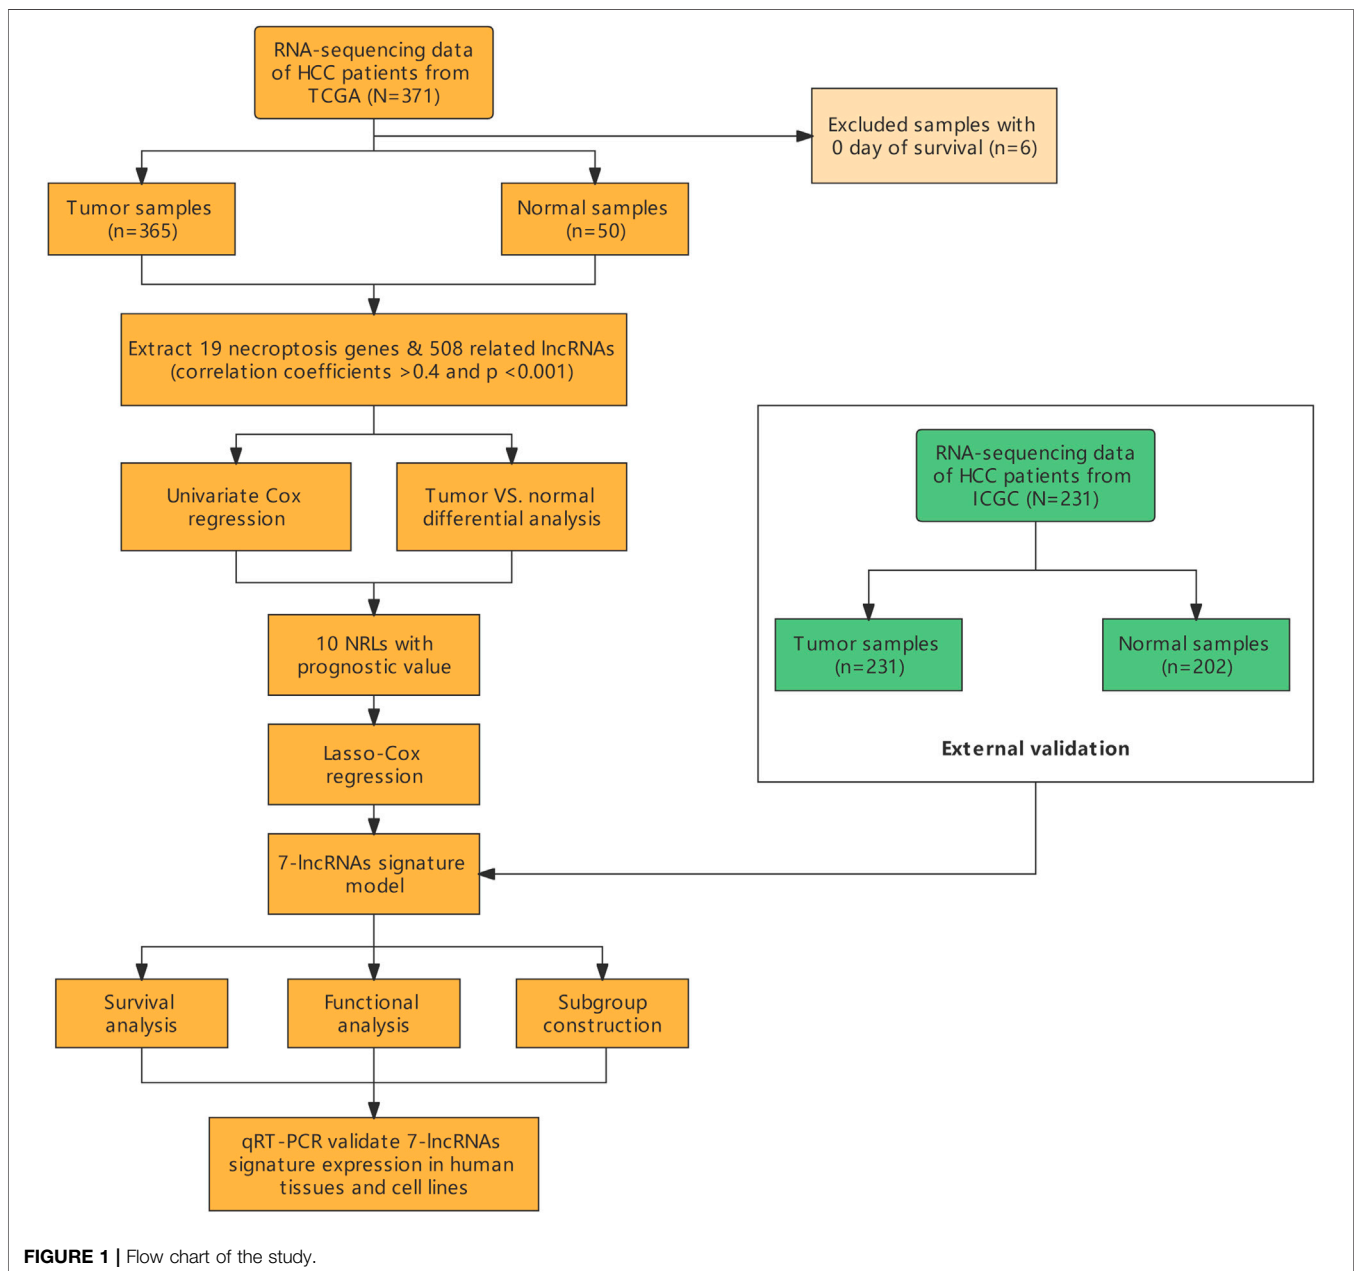 RNA-sequencing data
of HCC patients from
TCGA (N=371)
Excluded samples with
0 day of survival (n=6)
Tumor samples
(n=365)
Normal samples
(n=50)
Extract 19 necroptosis genes & 508 related lncRNAs
(correlation coefficients >0.4 and p <0.001)
Univariate Cox
regression
Tumor VS. normal
differential analysis
10 NRLs with
prognostic value
Lasso-Cox
regression
7-lncRNAs signature
model
RNA-sequencing data
of HCC patients from
ICGC (N=231)
Tumor samples
(n=231)
Normal samples
(n=202)
External validation
Survival
analysis
Functional
analysis
Subgroup
construction
qRT-PCR validate 7-lncRNAs
signature expression in human
tissues and cell lines
FIGURE 1 | Flow chart of the study.